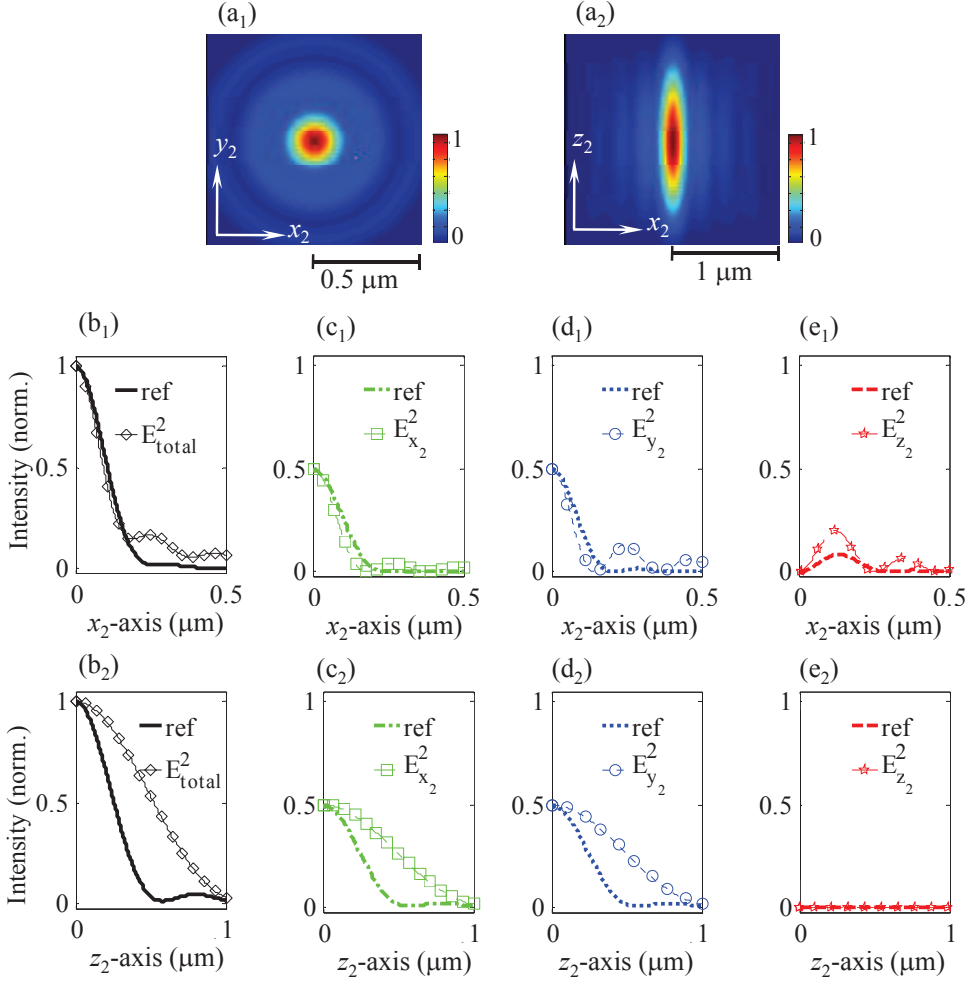 (a₁)
(a₂)
y₂
x₂
1
0
0.5 μm
z₂
x₂
1
0
1 μm
(b₁)
(c₁)
(d₁)
(e₁)
Intensity (norm.)
1
0.5
0
ref
E²total
0
0.5
x₂-axis (μm)
1
0.5
0
ref
E²x₂
0
0.5
x₂-axis (μm)
1
0.5
0
ref
E²y₂
0
0.5
x₂-axis (μm)
1
0.5
0
ref
E²z₂
0
0.5
x₂-axis (μm)
(b₂)
(c₂)
(d₂)
(e₂)
Intensity (norm.)
1
0.5
0
ref
E²total
0
1
z₂-axis (μm)
1
0.5
0
ref
E²x₂
0
1
z₂-axis (μm)
1
0.5
0
ref
E²y₂
0
1
z₂-axis (μm)
1
0.5
0
ref
E²z₂
0
1
z₂-axis (μm)